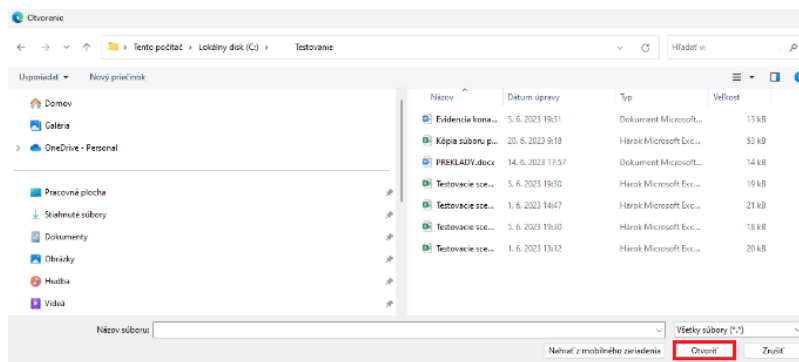 Otvorenie
Tento počítač > Lokálny disk (C:) > Testovanie
Hľadať v:
Usporiadať Nový priečinok
Domov
Galéria
OneDrive - Personal
Pracovná plocha
Stiahnuté súbory
Dokumenty
Obrázky
Hudba
Videá
Názov Dátum úpravy Typ Veľkosť
Evidencia kona... 5. 6. 2023 19:31 Dokument Microsoft... 13 kB
Kópia súboru p... 20. 6. 2023 9:18 Hárok Microsoft Exc... 53 kB
PREKLADY.docx 14. 6. 2023 17:57 Dokument Microsoft... 14 kB
Testovacie sce... 5. 6. 2023 19:30 Hárok Microsoft Exc... 19 kB
Testovacie sce... 1. 6. 2023 14:47 Hárok Microsoft Exc... 21 kB
Testovacie sce... 5. 6. 2023 19:30 Hárok Microsoft Exc... 18 kB
Testovacie sce... 1. 6. 2023 13:12 Hárok Microsoft Exc... 20 kB
Názov súboru: Všetky súbory (*.*)
Nahrať z mobilného zariadenia Otvoriť Zrušiť